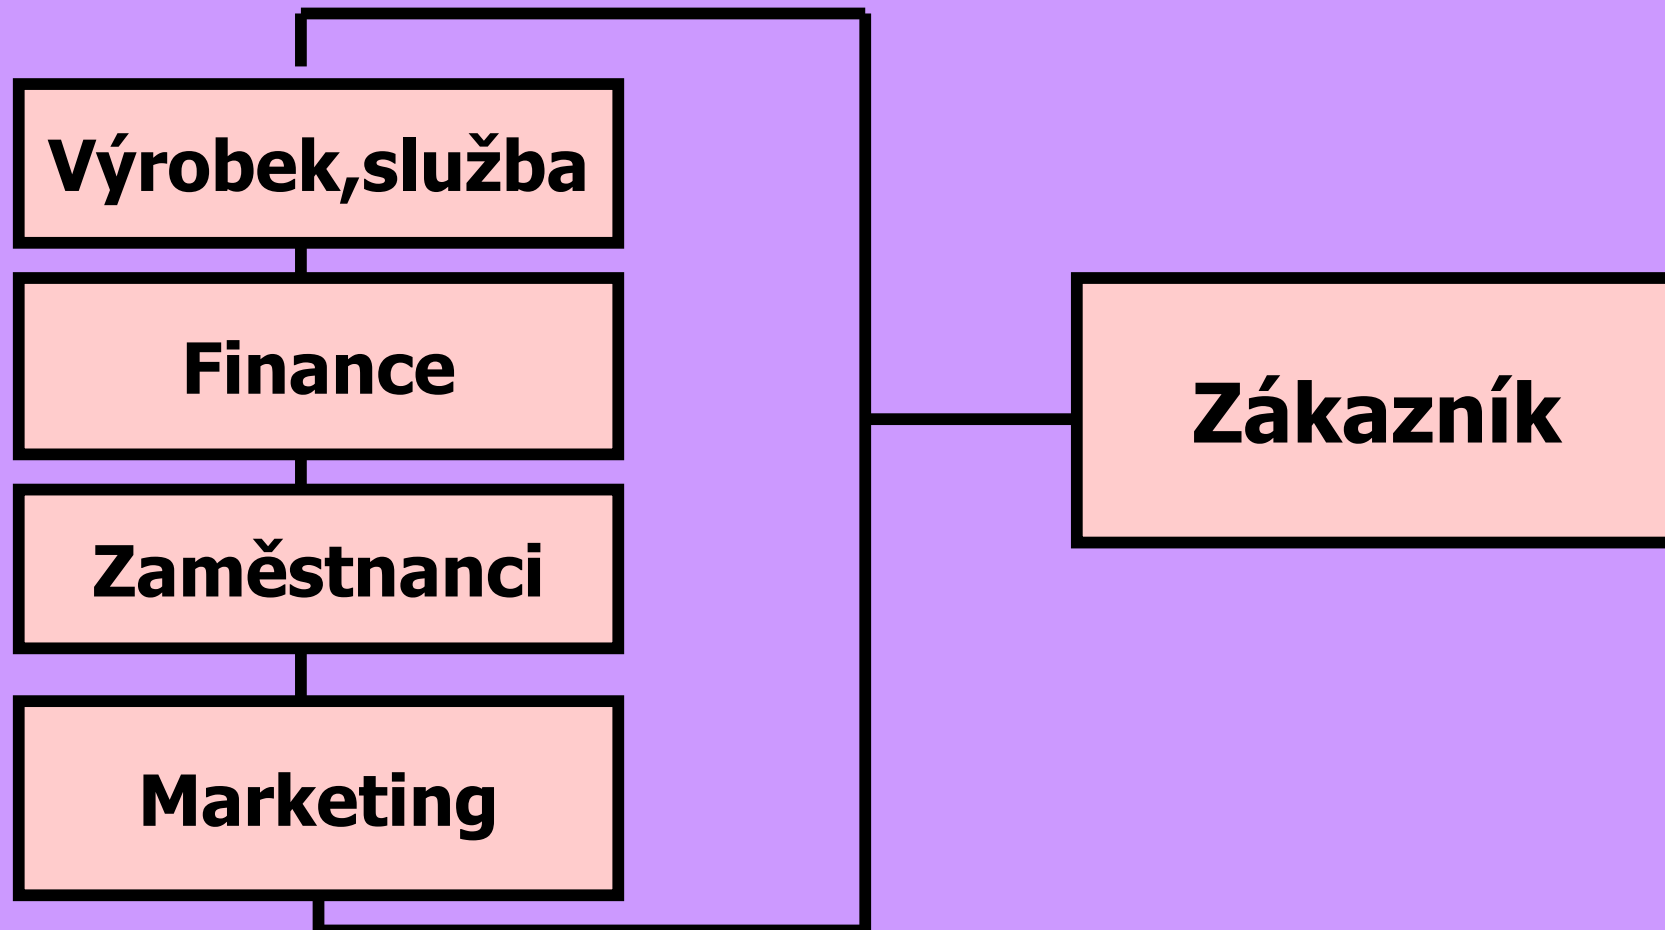 Výrobek,služba
Finance
Zaměstnanci
Marketing
Zákazník